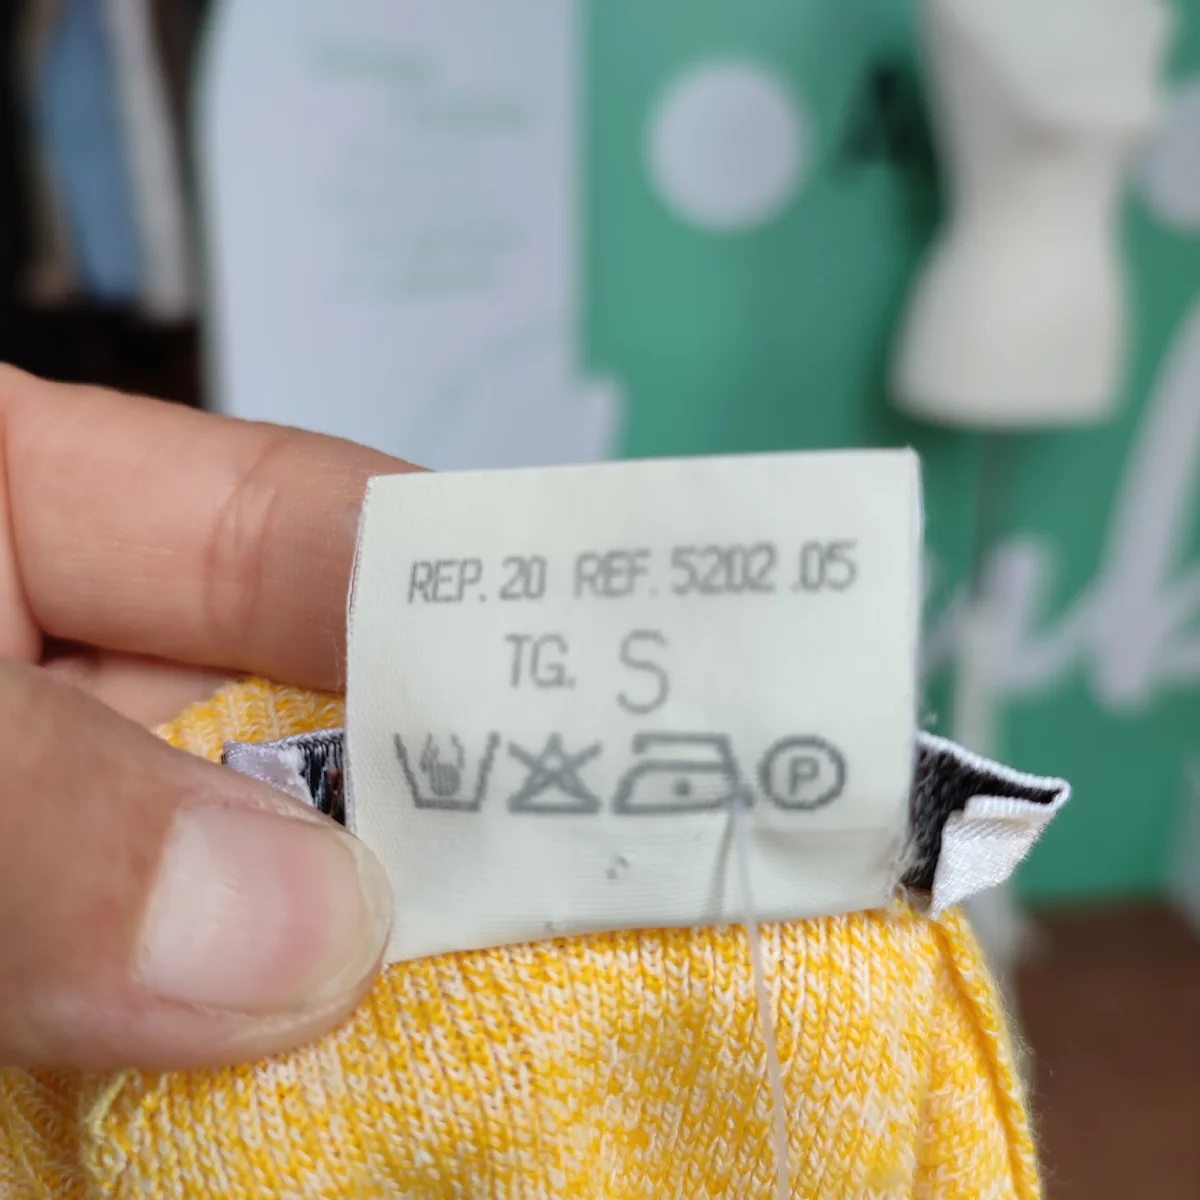 REP. 20 REF. 5202 .05
TG. S
P